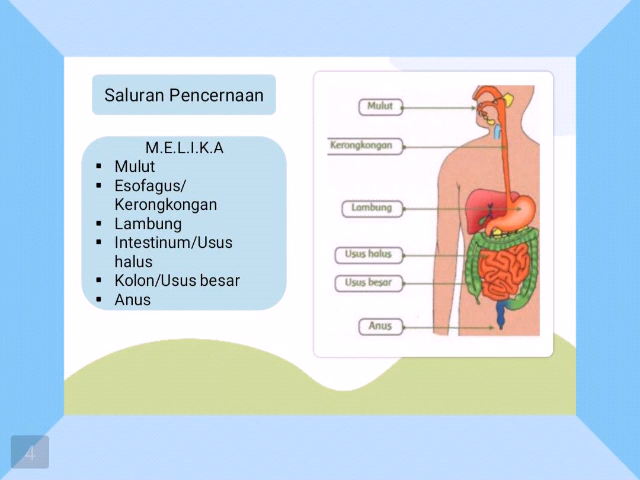 Saluran Pencernaan
M.E.L.I.K.A
▪ Mulut
▪ Esofagus/
Kerongkongan
▪ Lambung
▪ Intestinum/Usus
halus
▪ Kolon/Usus besar
▪ Anus
Mulut
Kerongkongan
Lambung
Usus halus
Usus besar
Anus
4